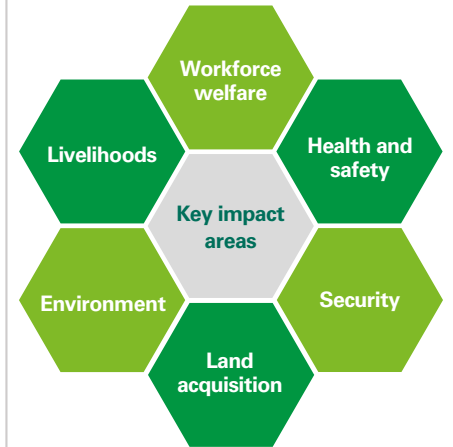 Workforce
welfare
Livelihoods
Health and
safety
Key impact
areas
Environment
Security
Land
acquisition